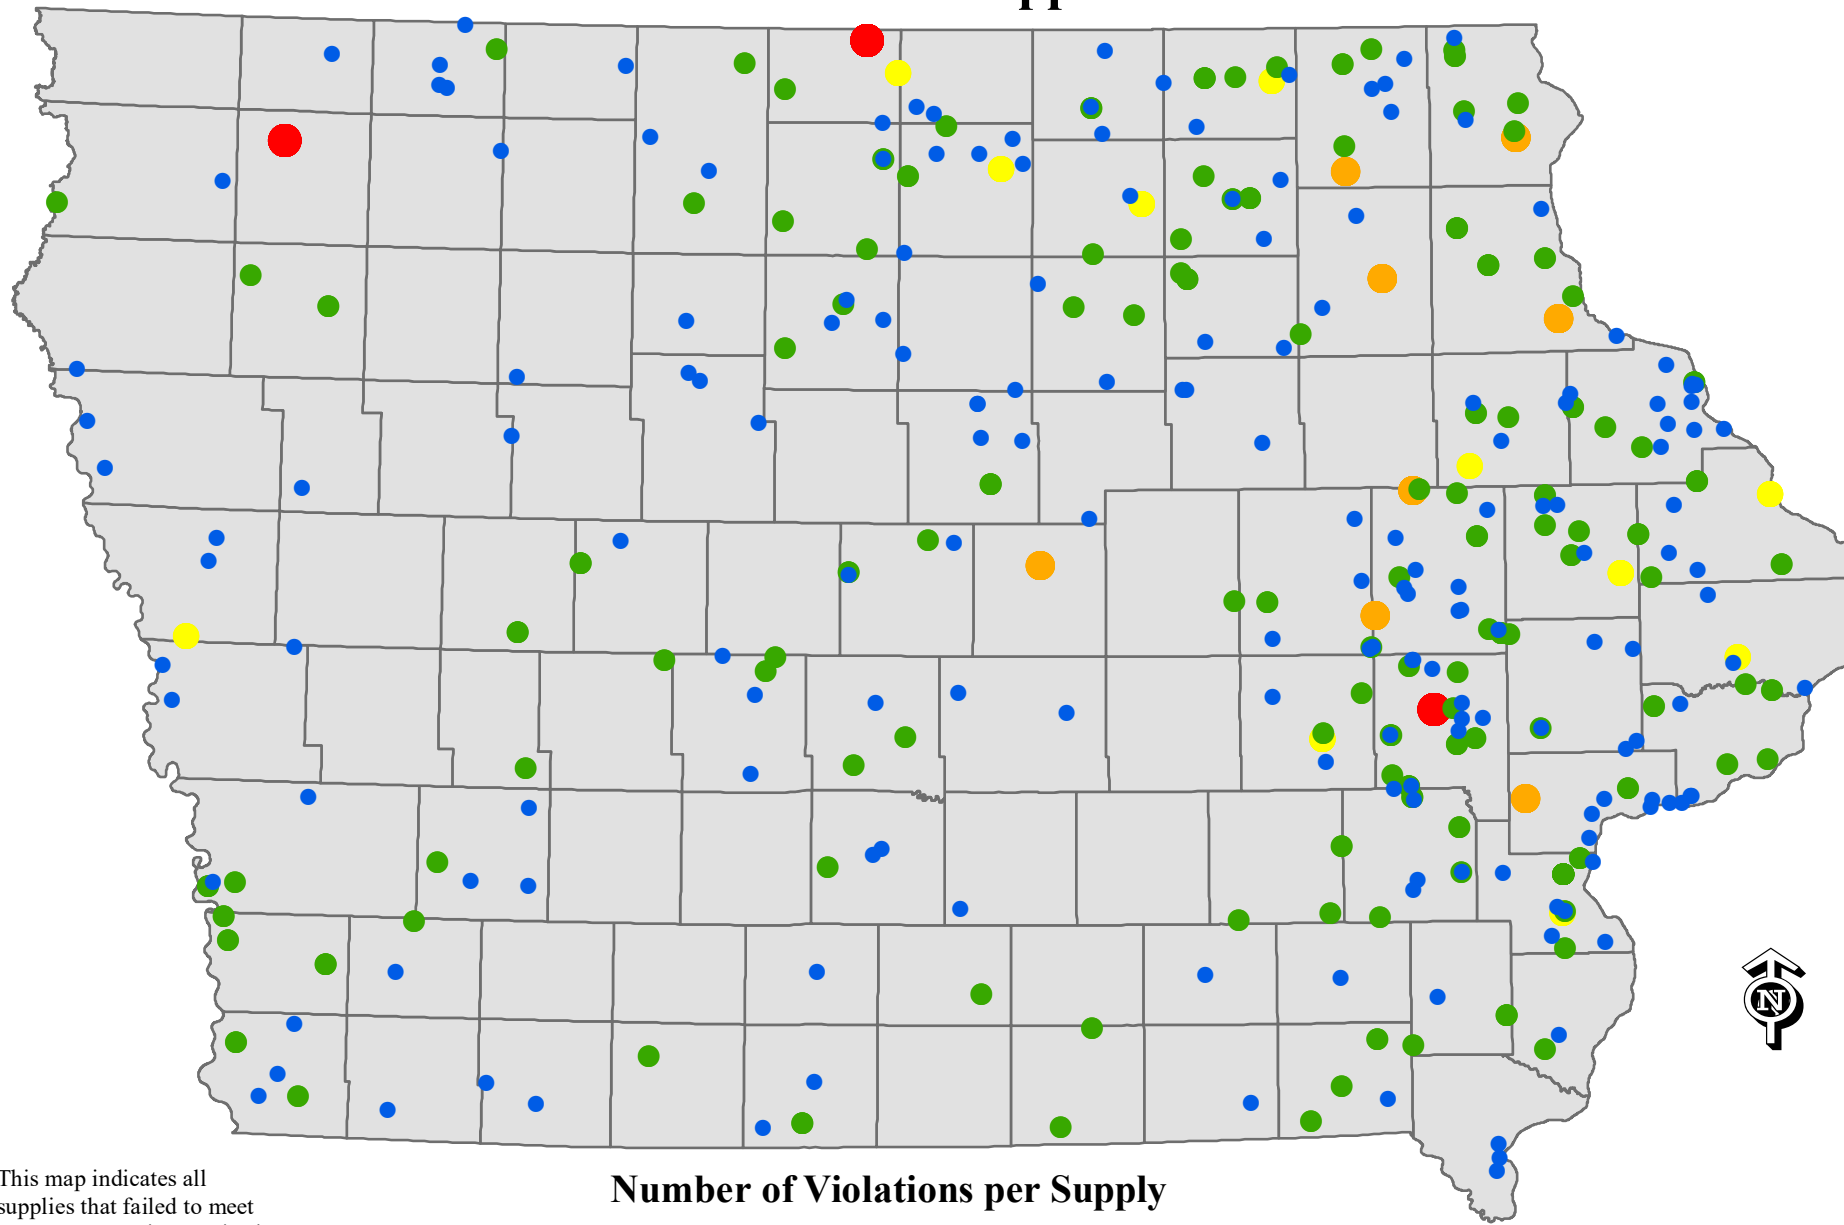 N
This map indicates all
supplies that failed to meet
Number of Violations per Supply